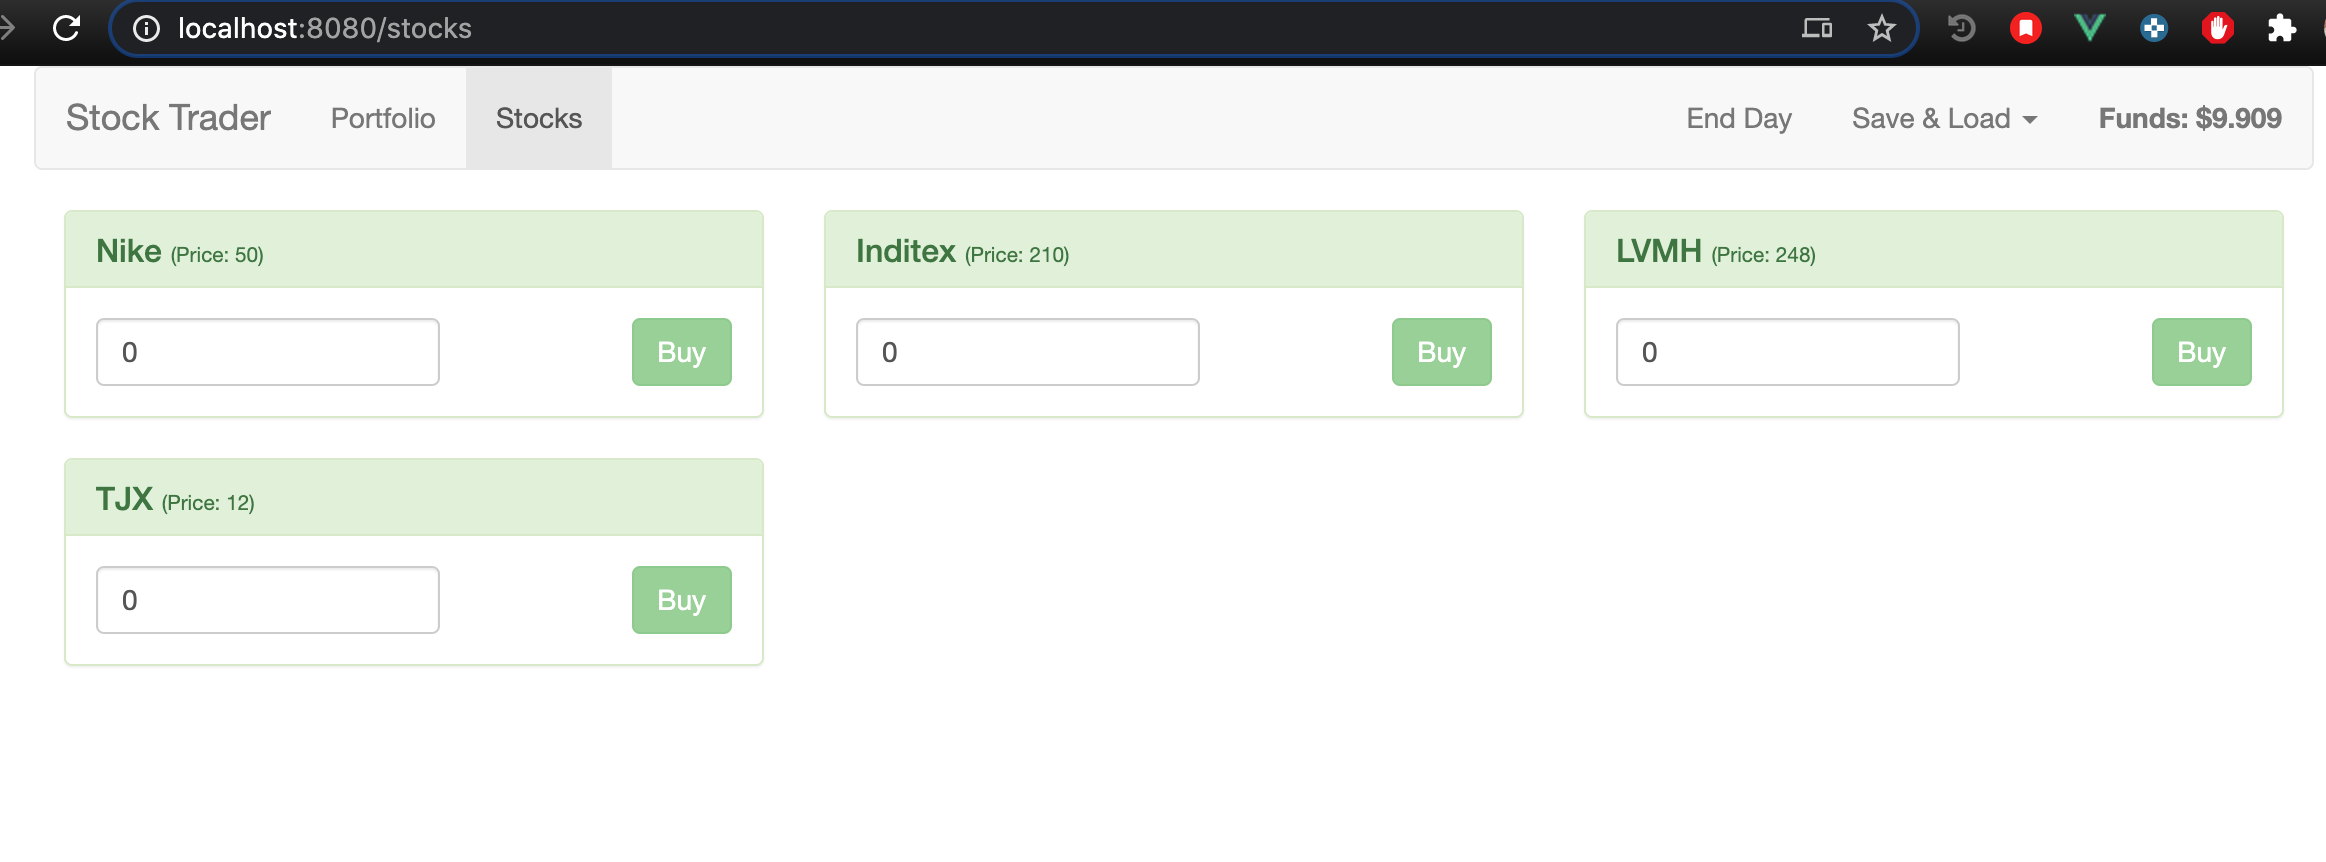 localhost:8080/stocks
Stock Trader Portfolio Stocks End Day Save & Load Funds: $9.909
Nike (Price: 50) Inditex (Price: 210) LVMH (Price: 248)
0 Buy 0 Buy 0 Buy
TJX (Price: 12)
0 Buy